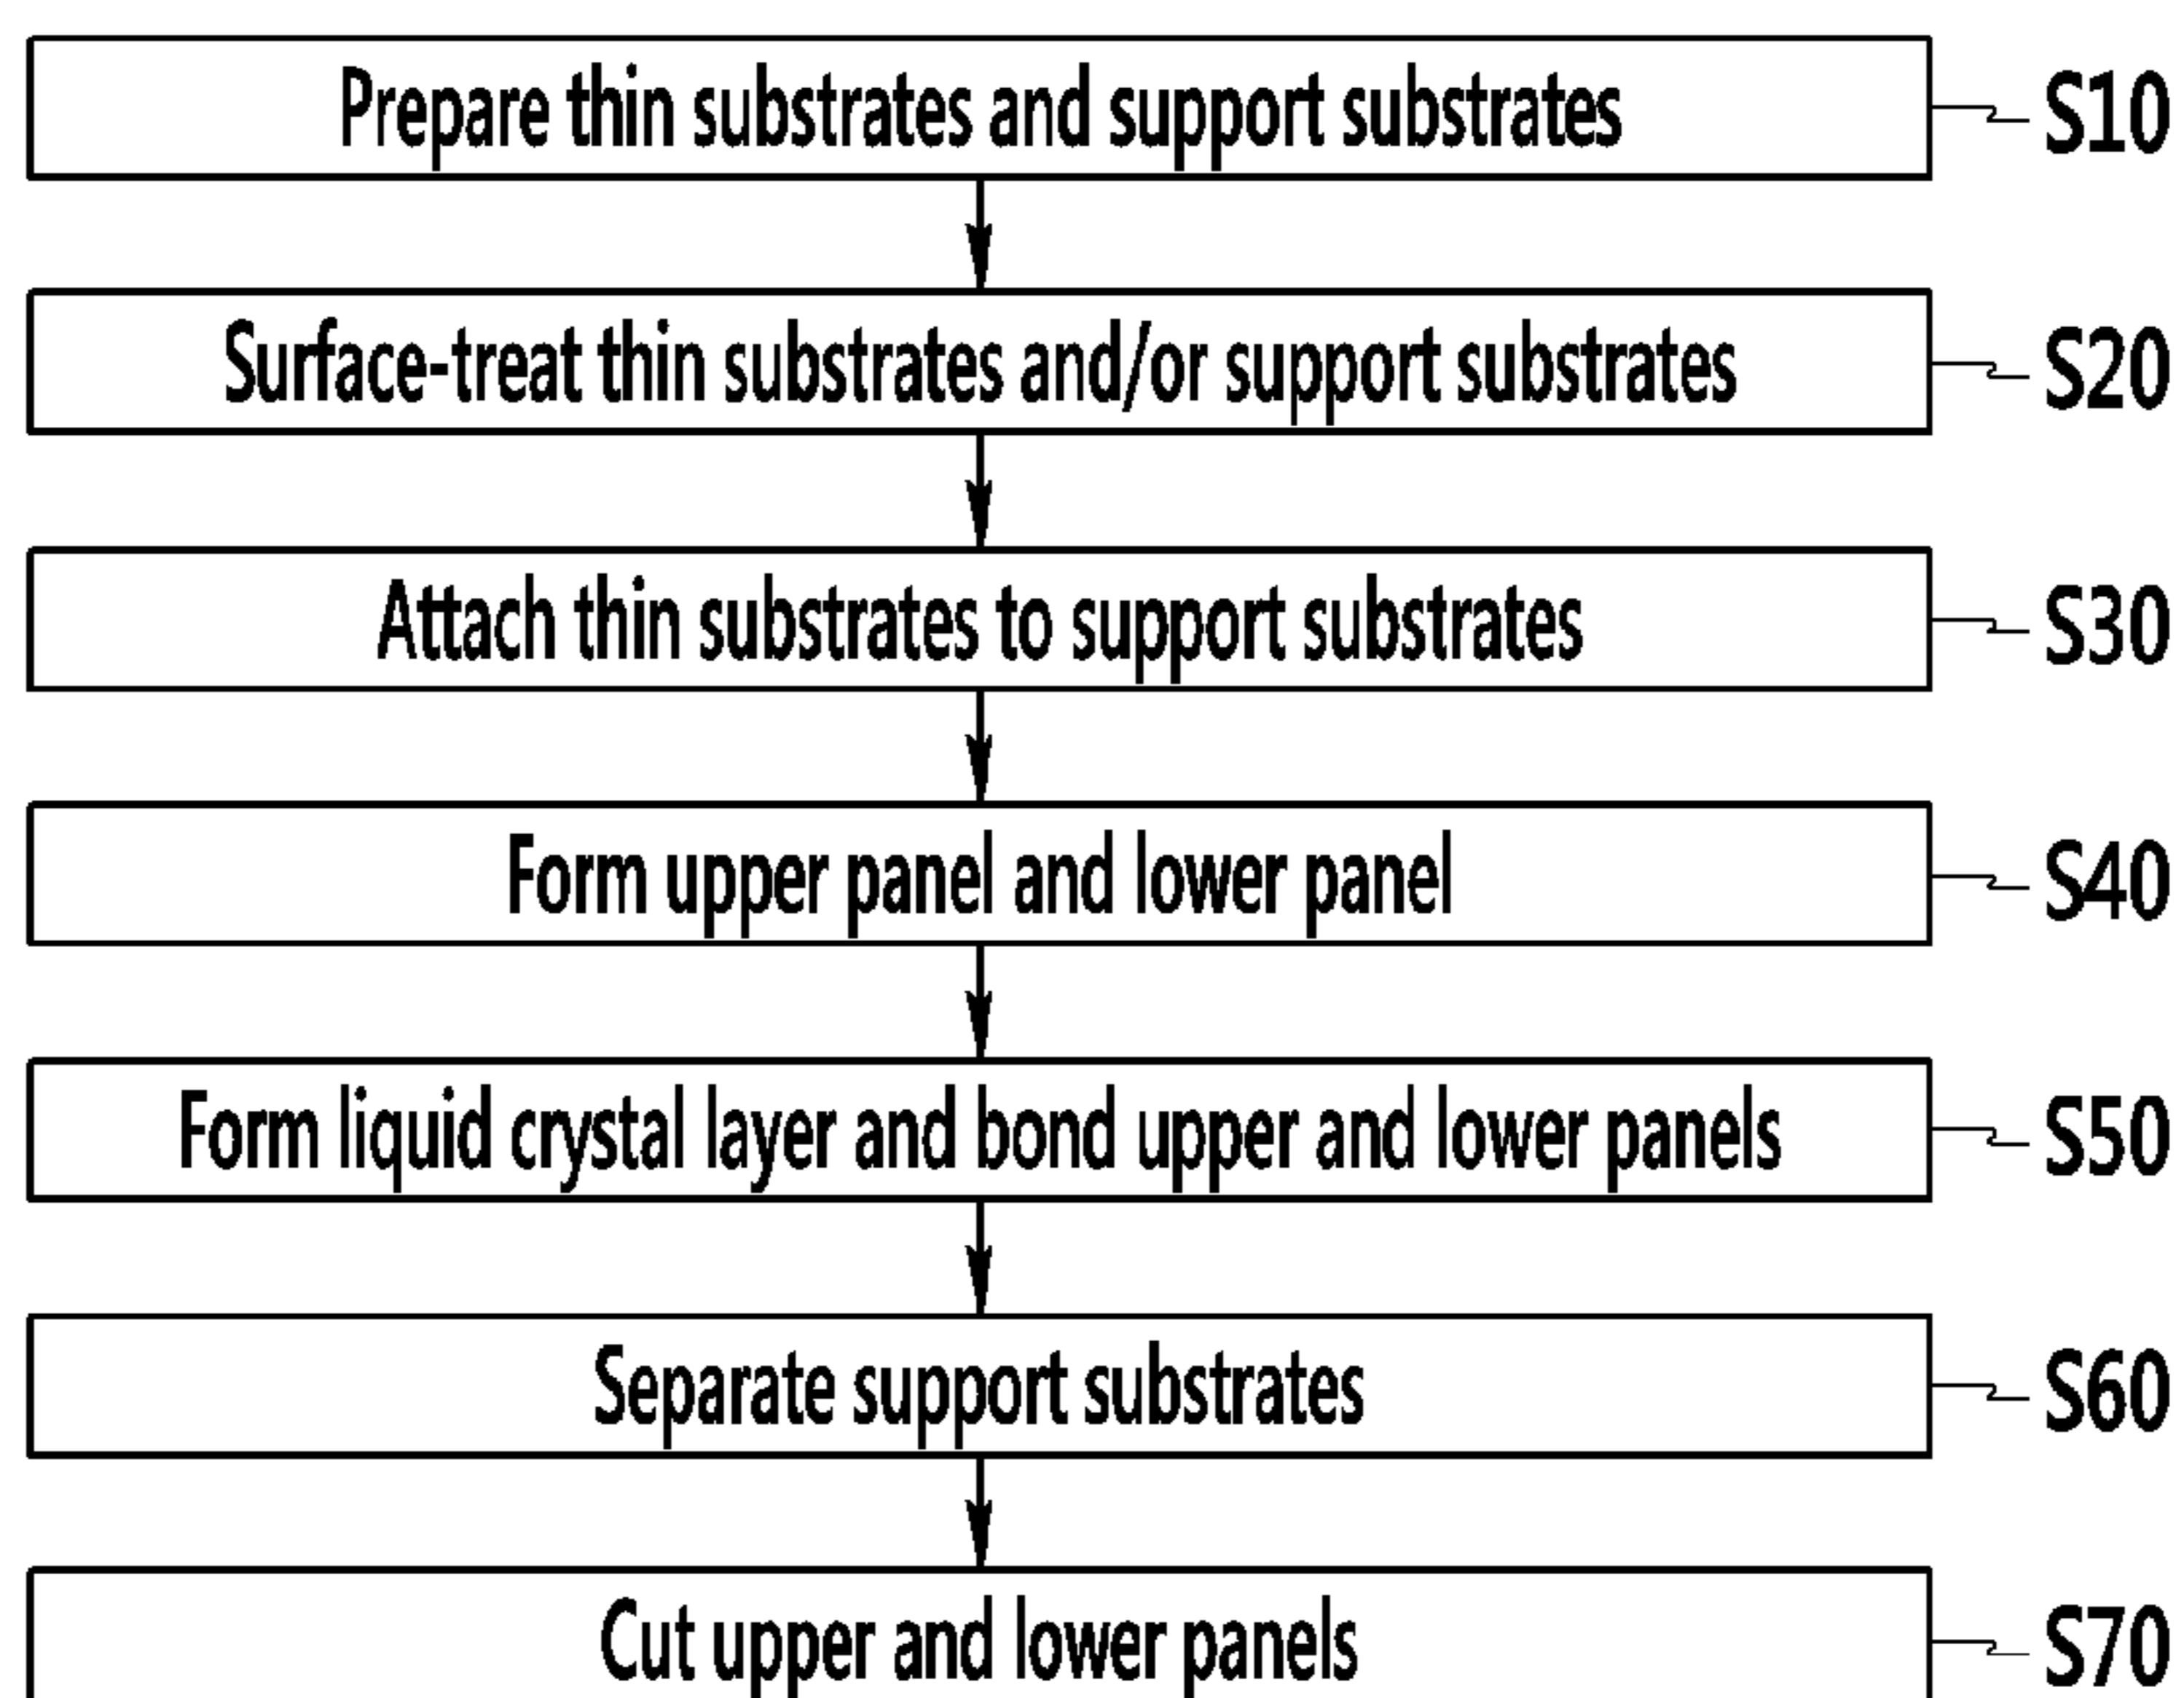 Prepare thin substrates and support substrates S10
Surface-treat thin substrates and/or support substrates S20
Attach thin substrates to support substrates S30
Form upper panel and lower panel S40
Form liquid crystal layer and bond upper and lower panels S50
Separate support substrates S60
Cut upper and lower panels S70